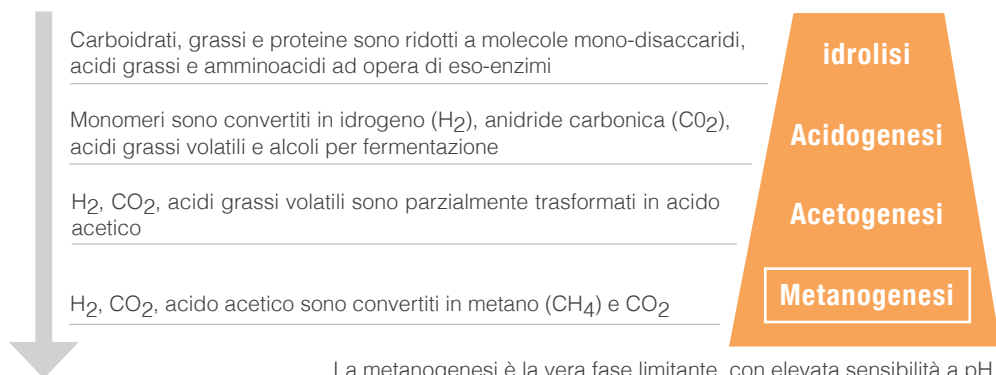 Carboidrati, grassi e proteine sono ridotti a molecole mono-disaccaridi,
acidi grassi e amminoacidi ad opera di eso-enzimi
idrolisi
Monomeri sono convertiti in idrogeno (H2), anidride carbonica (C02),
acidi grassi volatili e alcoli per fermentazione
Acidogenesi
H2, CO2, acidi grassi volatili sono parzialmente trasformati in acido
acetico
Acetogenesi
H2, CO2, acido acetico sono convertiti in metano (CH4) e CO2
Metanogenesi
La metanogenesi è la vera fase limitante, con elevata sensibilità a pH